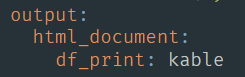 output:
  html_document:
    df_print: kable